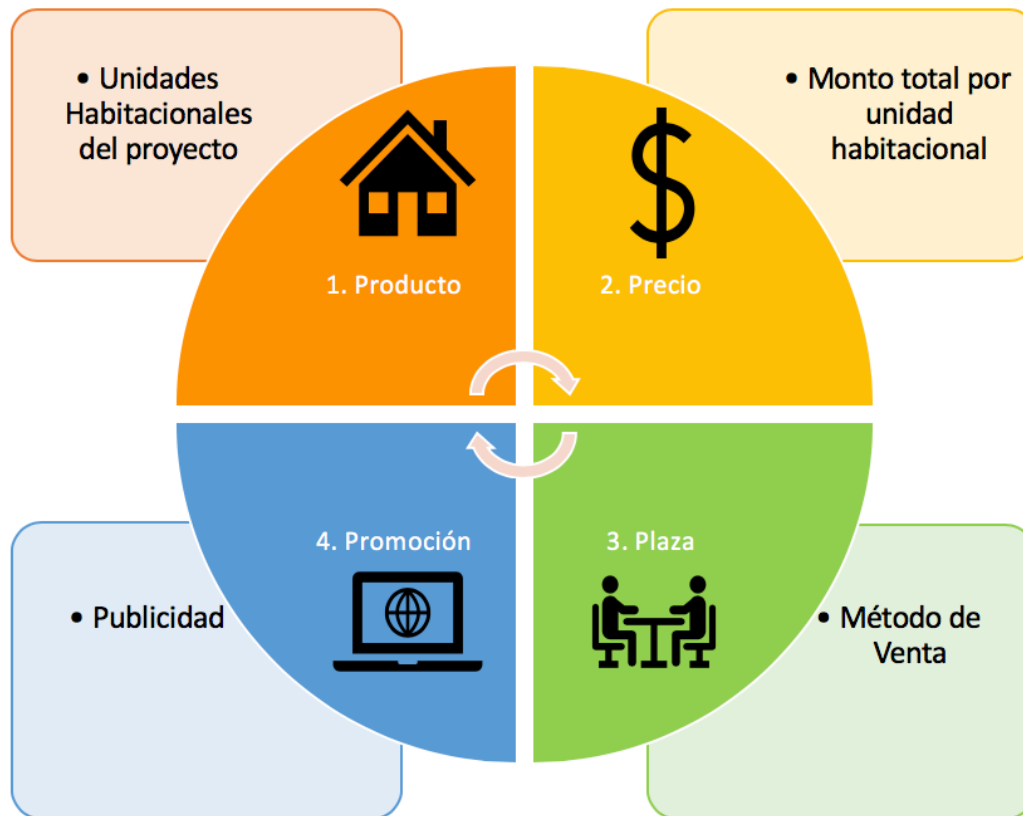 • Unidades
Habitacionales
del proyecto
• Monto total por
unidad
habitacional
1. Producto
2. Precio
4. Promoción
3. Plaza
• Publicidad
• Método de
Venta